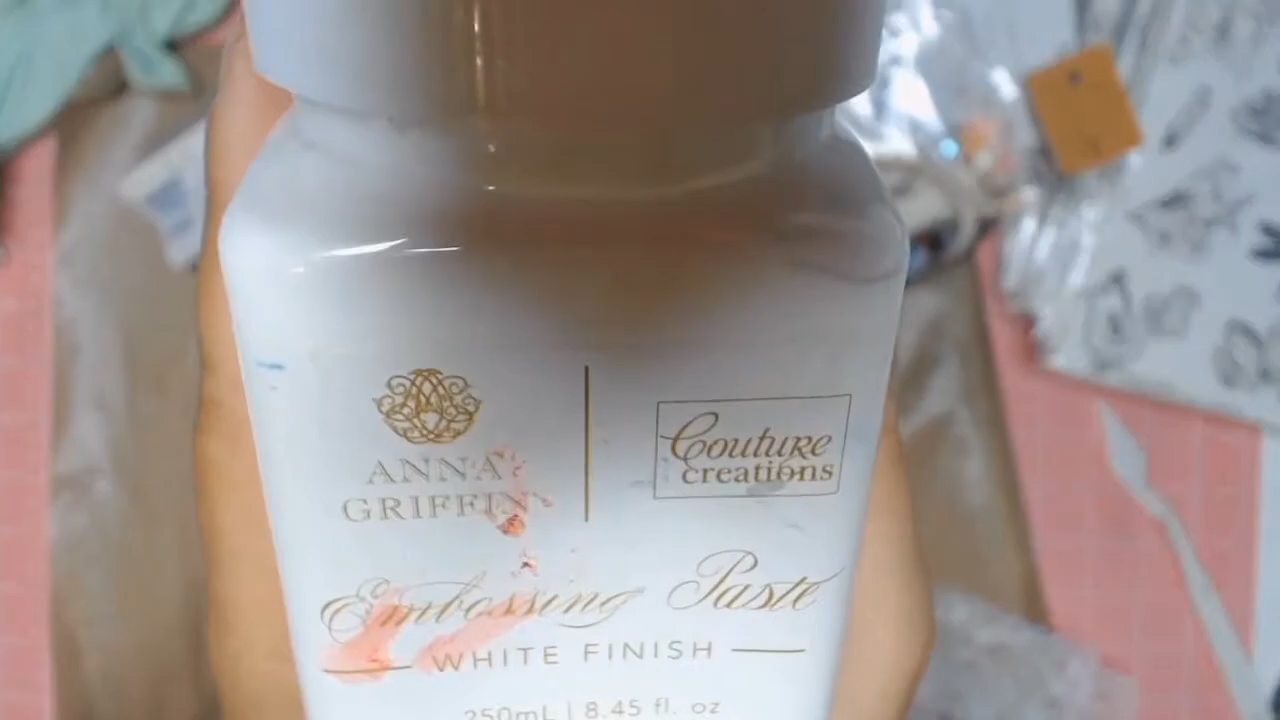 ANNA
GRIFFIN
Couture
creations
Embossing Paste
WHITE FINISH
250mL | 8.45 fl. oz